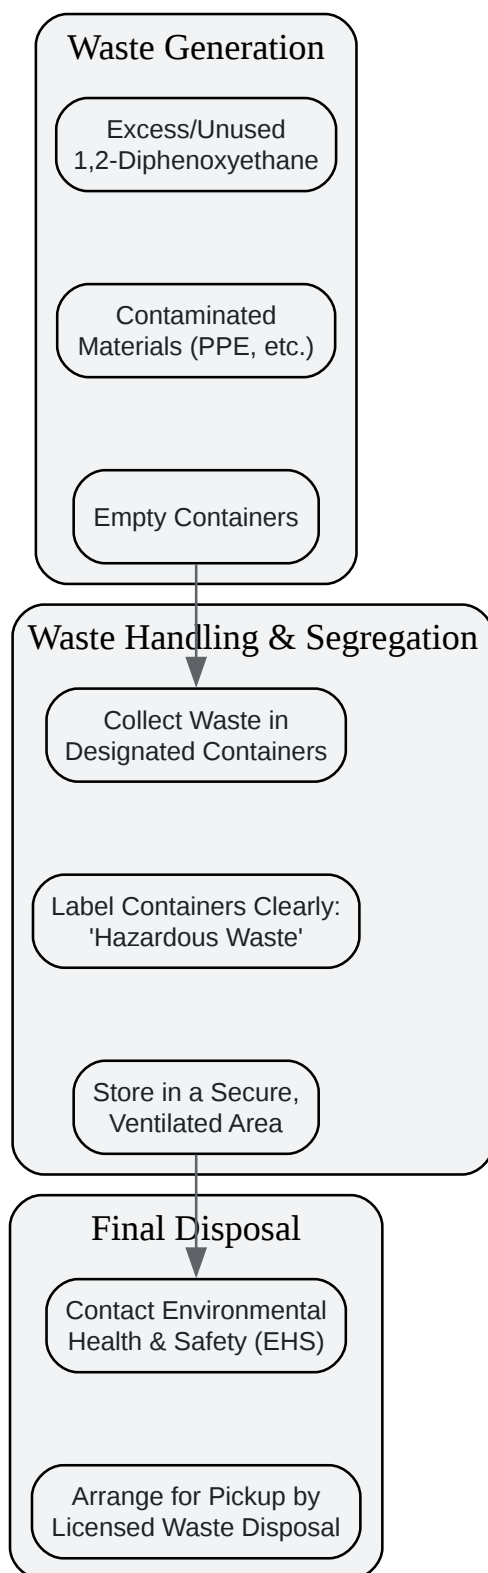 Waste Generation
Excess/Unused
1,2-Diphenoxyethane
Contaminated
Materials (PPE, etc.)
Empty Containers
Waste Handling & Segregation
Collect Waste in
Designated Containers
Label Containers Clearly:
'Hazardous Waste'
Store in a Secure,
Ventilated Area
Final Disposal
Contact Environmental
Health & Safety (EHS)
Arrange for Pickup by
Licensed Waste Disposal